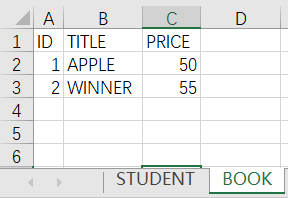 A B C D
1 ID TITLE PRICE
2 1 APPLE 50
3 2 WINNER 55
4
5
6
STUDENT BOOK